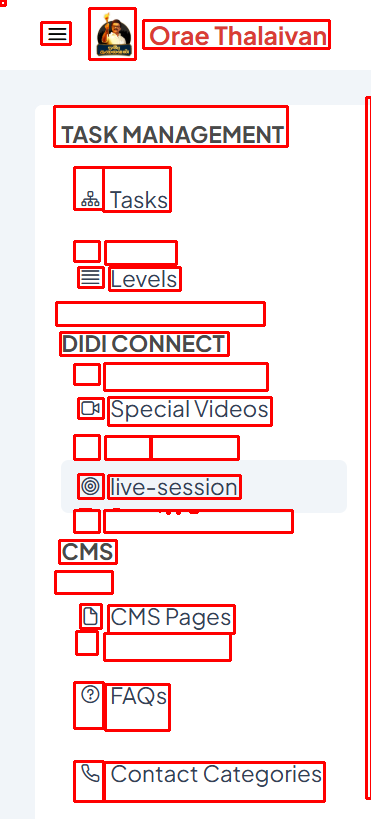 Orae Thalaivan
TASK MANAGEMENT
Tasks
Levels
DIDI CONNECT
Special Videos
live-session
CMS
CMS Pages
FAQs
Contact Categories